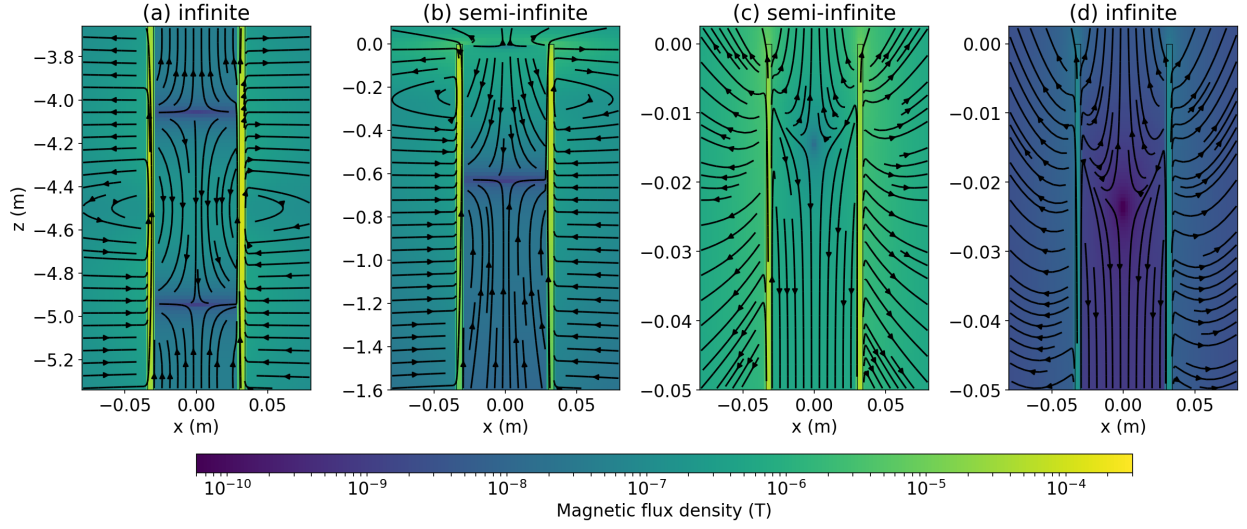 (a) infinite
(b) semi-infinite
(c) semi-infinite
(d) infinite
z (m)
−3.8
−4.0
−4.2
−4.4
−4.6
−4.8
−5.0
−5.2
0.0
−0.2
−0.4
−0.6
−0.8
−1.0
−1.2
−1.4
−1.6
0.00
−0.01
−0.02
−0.03
−0.04
−0.05
0.00
−0.01
−0.02
−0.03
−0.04
−0.05
−0.05 0.00 0.05
−0.05 0.00 0.05
−0.05 0.00 0.05
−0.05 0.00 0.05
x (m)
x (m)
x (m)
x (m)
10⁻¹⁰ 10⁻⁹ 10⁻⁸ 10⁻⁷ 10⁻⁶ 10⁻⁵ 10⁻⁴
Magnetic flux density (T)